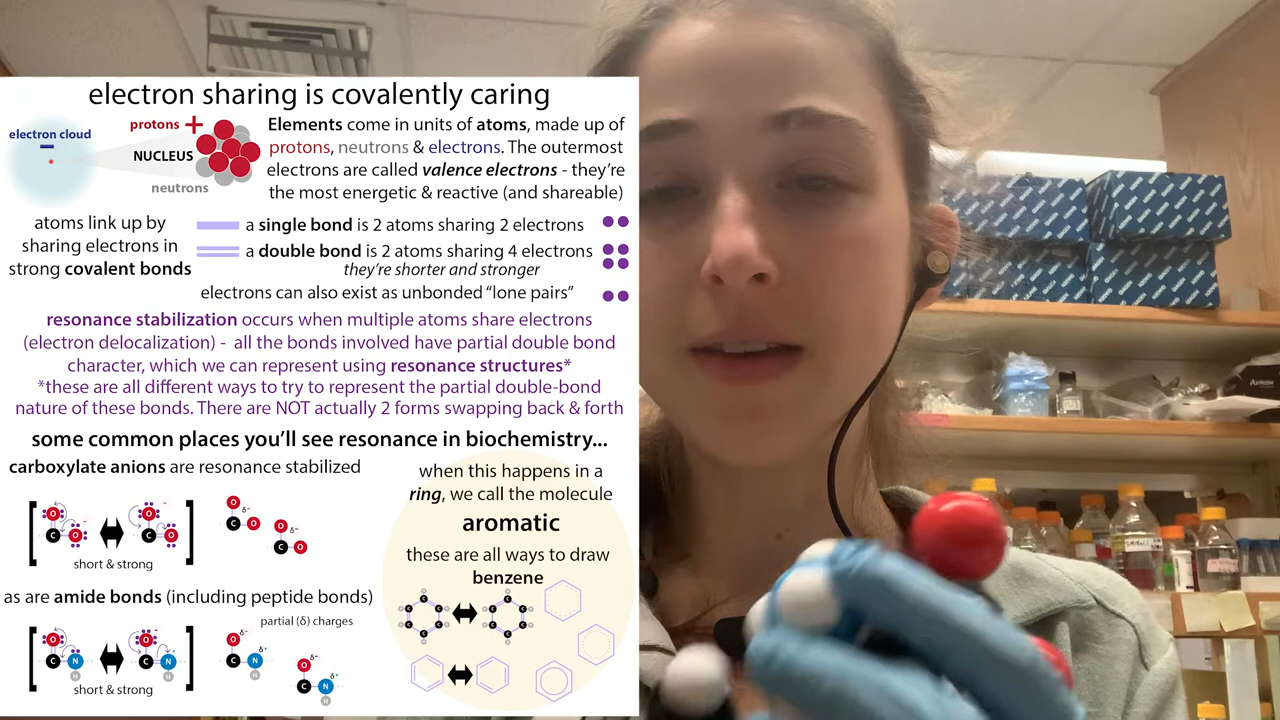 electron sharing is covalently caring
electron cloud
protons
NUCLEUS
neutrons
Elements come in units of atoms, made up of
protons, neutrons & electrons. The outermost
electrons are called valence electrons - they're
the most energetic & reactive (and shareable)
atoms link up by
sharing electrons in
strong covalent bonds
a single bond is 2 atoms sharing 2 electrons
a double bond is 2 atoms sharing 4 electrons
they're shorter and stronger
electrons can also exist as unbonded "lone pairs"
resonance stabilization occurs when multiple atoms share electrons
(electron delocalization) - all the bonds involved have partial double bond
character, which we can represent using resonance structures*
*these are all different ways to try to represent the partial double-bond
nature of these bonds. There are NOT actually 2 forms swapping back & forth
some common places you'll see resonance in biochemistry...
carboxylate anions are resonance stabilized
O O O δ- O δ-
C O C O C O C O
short & strong
as are amide bonds (including peptide bonds)
partial (δ) charges
O O O δ- δ+ O δ- δ+
C N C N C N C N
H H H H
short & strong
when this happens in a
ring, we call the molecule
aromatic
these are all ways to draw
benzene